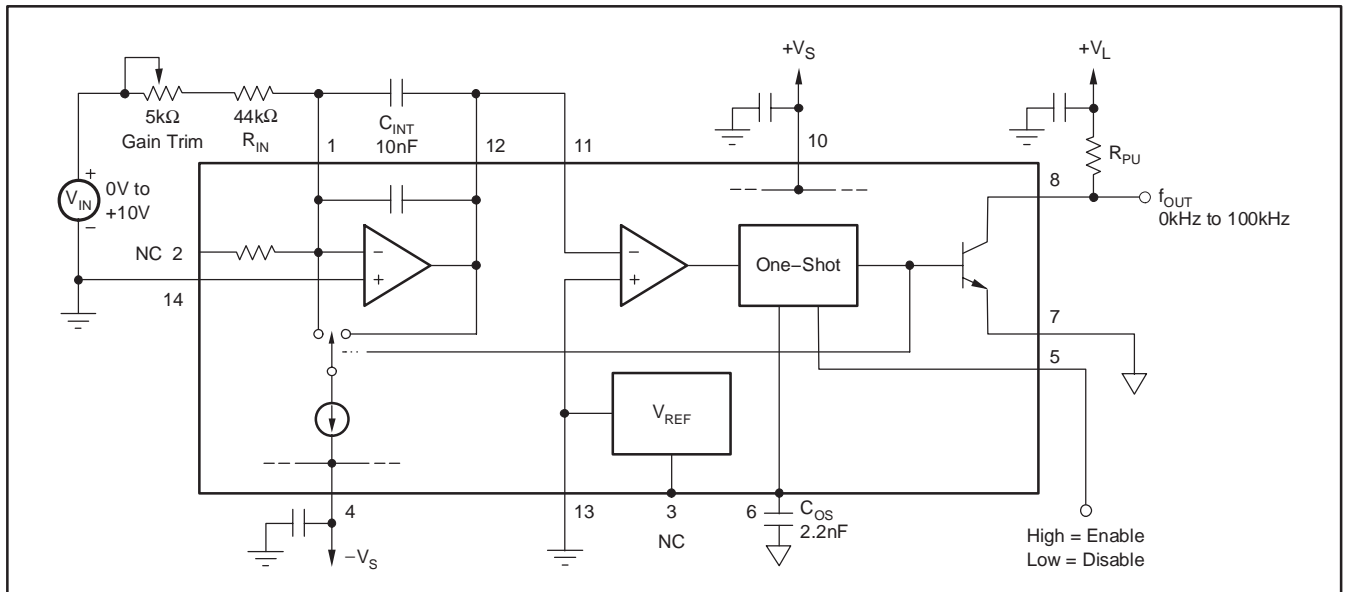 +V_S
+V_L
5kΩ
Gain Trim
44kΩ
R_IN
C_INT
10nF
1
12
11
10
R_PU
8
f_OUT
0kHz to 100kHz
V_IN
+
−
0V to
+10V
NC 2
−
+
−
+
One−Shot
14
7
5
V_REF
4
13
3
NC
6
C_OS
2.2nF
−V_S
High = Enable
Low = Disable